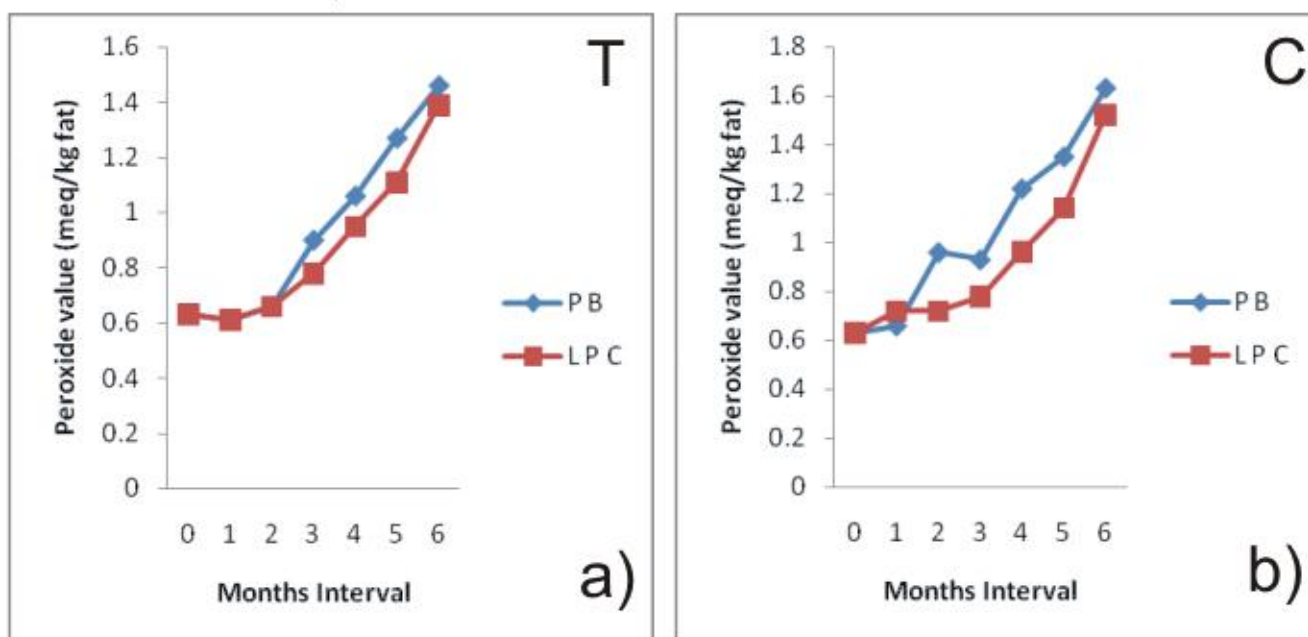 T
1.6
1.4
1.2
1
0.8
0.6
0.4
0.2
0
Peroxide value (meq/kg fat)
0 1 2 3 4 5 6
Months Interval
P B
L P C
a)
C
1.8
1.6
1.4
1.2
1
0.8
0.6
0.4
0.2
0
Peroxide value (meq/kg fat)
0 1 2 3 4 5 6
Months Interval
P B
L P C
b)